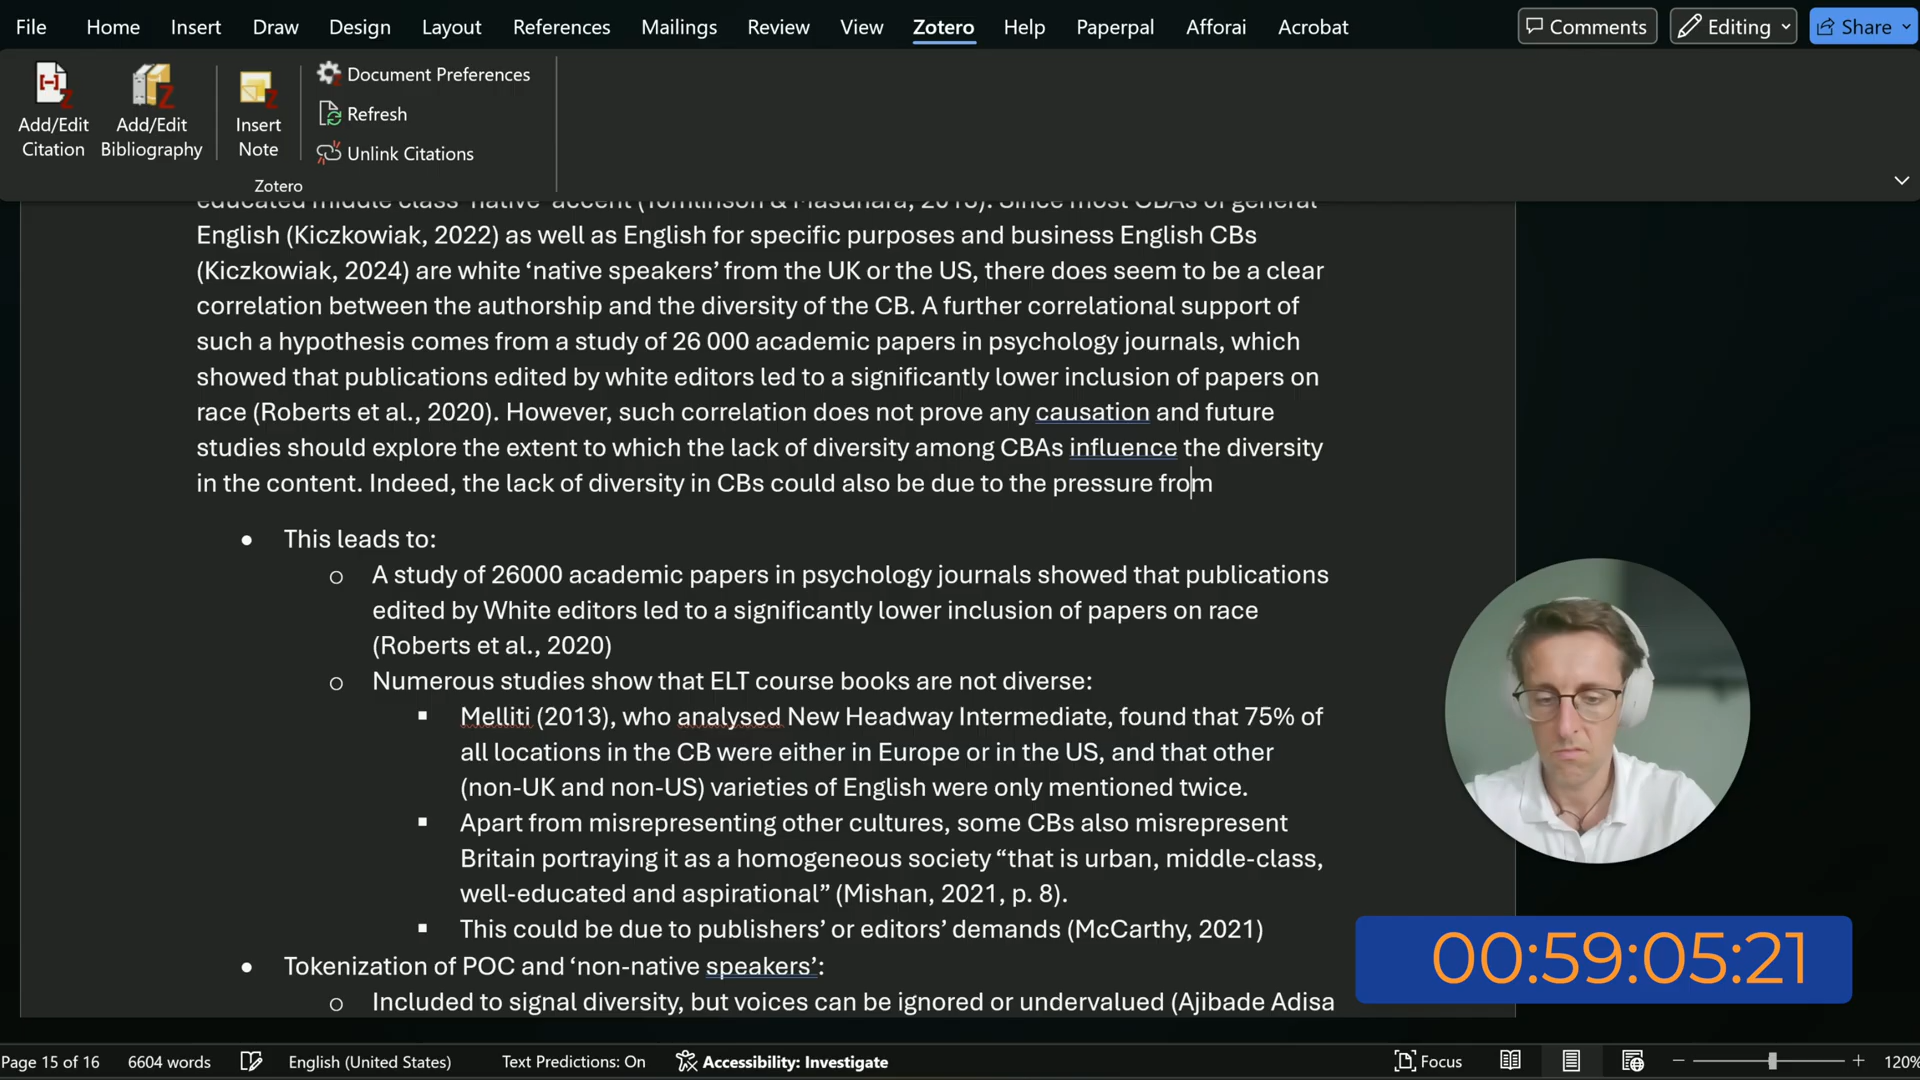 File Home Insert Draw Design Layout References Mailings Review View Zotero Help Paperpal Afforai Acrobat Comments Editing Share
Add/Edit Citation
Add/Edit Bibliography
Insert Note
Document Preferences
Refresh
Unlink Citations
Zotero
educated middle class 'native' accent (Tomlinson & Masuhara, 2013). Since most CBAs of general
English (Kiczkowiak, 2022) as well as English for specific purposes and business English CBs
(Kiczkowiak, 2024) are white ‘native speakers’ from the UK or the US, there does seem to be a clear
correlation between the authorship and the diversity of the CB. A further correlational support of
such a hypothesis comes from a study of 26 000 academic papers in psychology journals, which
showed that publications edited by white editors led to a significantly lower inclusion of papers on
race (Roberts et al., 2020). However, such correlation does not prove any causation and future
studies should explore the extent to which the lack of diversity among CBAs influence the diversity
in the content. Indeed, the lack of diversity in CBs could also be due to the pressure from
• This leads to:
o A study of 26000 academic papers in psychology journals showed that publications
edited by White editors led to a significantly lower inclusion of papers on race
(Roberts et al., 2020)
o Numerous studies show that ELT course books are not diverse:
▪ Melliti (2013), who analysed New Headway Intermediate, found that 75% of
all locations in the CB were either in Europe or in the US, and that other
(non-UK and non-US) varieties of English were only mentioned twice.
▪ Apart from misrepresenting other cultures, some CBs also misrepresent
Britain portraying it as a homogeneous society “that is urban, middle-class,
well-educated and aspirational” (Mishan, 2021, p. 8).
▪ This could be due to publishers’ or editors’ demands (McCarthy, 2021)
• Tokenization of POC and ‘non-native speakers’:
o Included to signal diversity, but voices can be ignored or undervalued (Ajibade Adisa
00:59:05:21
Page 15 of 16 6604 words English (United States) Text Predictions: On Accessibility: Investigate Focus 120%